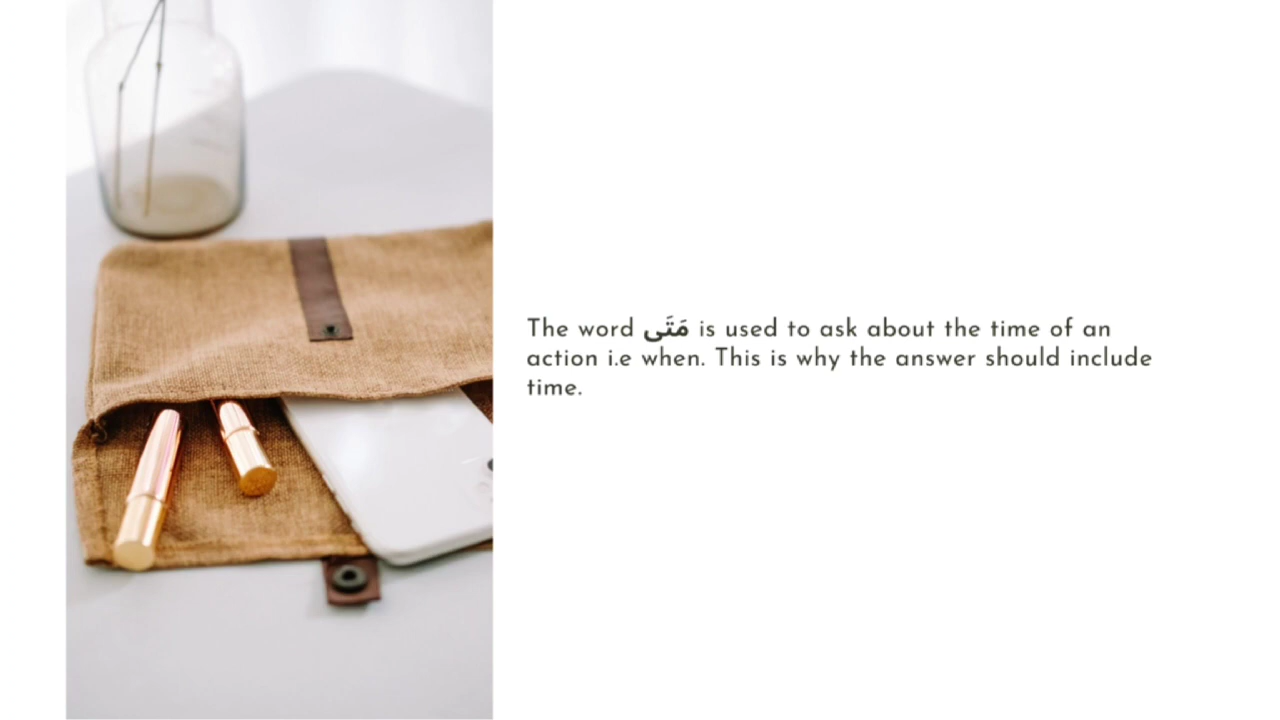 The word مَتَى is used to ask about the time of an
action i.e when. This is why the answer should include
time.